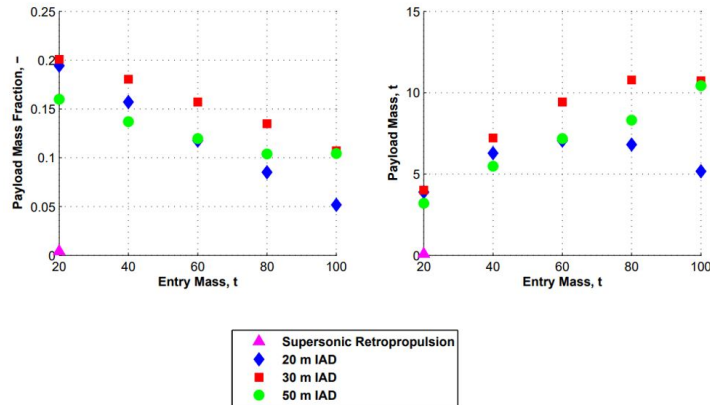 0.25
0.2
0.15
0.1
0.05
0
Payload Mass Fraction, −
20 40 60 80 100
Entry Mass, t
15
10
5
0
Payload Mass, t
20 40 60 80 100
Entry Mass, t
Supersonic Retropropulsion
20 m IAD
30 m IAD
50 m IAD